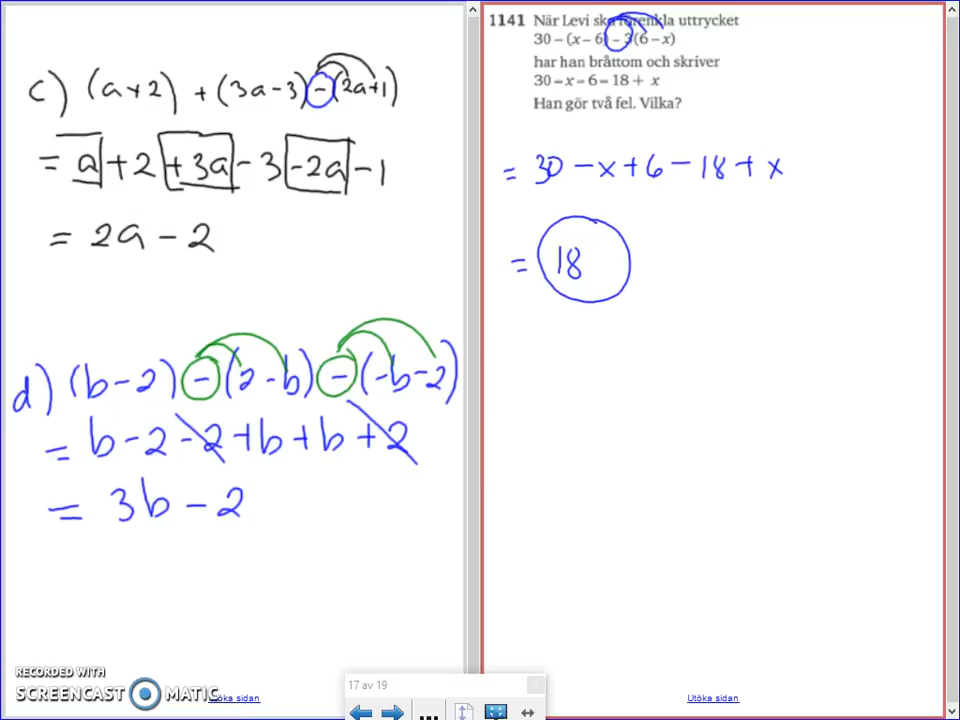 c) (a+2) + (3a-3) - (2a+1)
= a + 2 + 3a - 3 - 2a - 1
= 2a - 2
d) (b-2) - (2-b) - (-b-2)
= b - 2 - 2 + b + b + 2
= 3b - 2
RECORDED WITH
SCREENCAST MATIC
Utöka sidan
17 av 19
1141 När Levi ska förenkla uttrycket
30 – (x – 6) – 3(6 – x)
har han bråttom och skriver
30 – x – 6 = 18 + x
Han gör två fel. Vilka?
= 30 - x + 6 - 18 + x
= 18
Utöka sidan